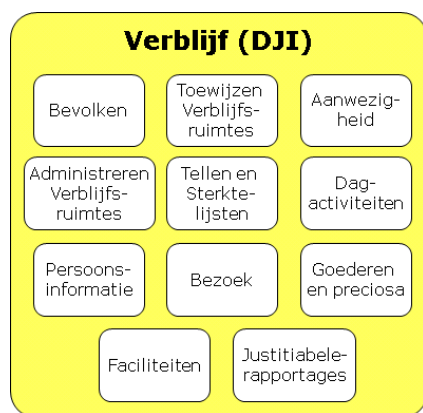 Verblijf (DJI)
Bevolken
Toewijzen
Verblijfs-
ruimtes
Aanwezig-
heid
Administreren
Verblijfs-
ruimtes
Tellen en
Sterkte-
lijsten
Dag-
activiteiten
Persoons-
informatie
Bezoek
Goederen
en preciosa
Faciliteiten
Justitiabele-
rapportages